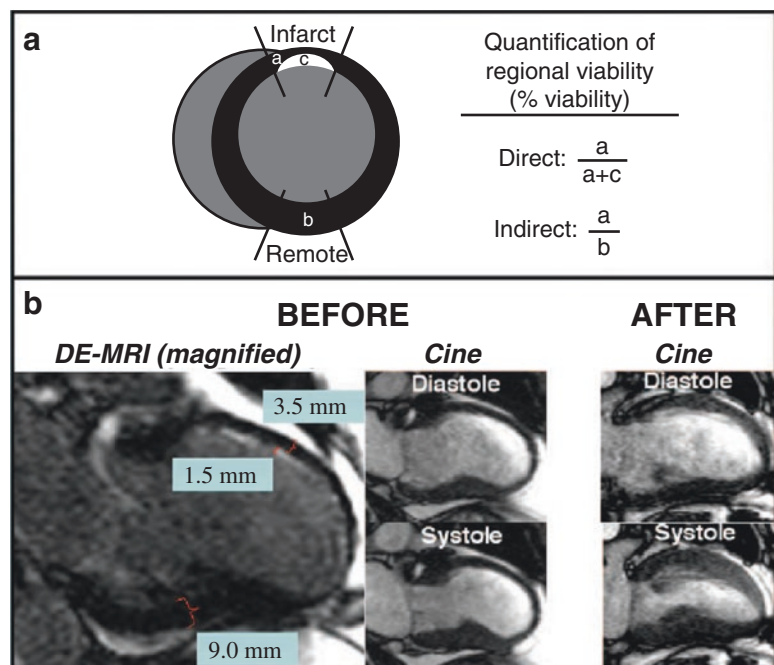 a
Infarct
a c
b
Remote
Quantification of
regional viability
(% viability)
Direct: a
a+c
Indirect: a
b
b
BEFORE
AFTER
DE-MRI (magnified)
Cine
Cine
3.5 mm
1.5 mm
9.0 mm
Diastole
Systole
Diastole
Systole